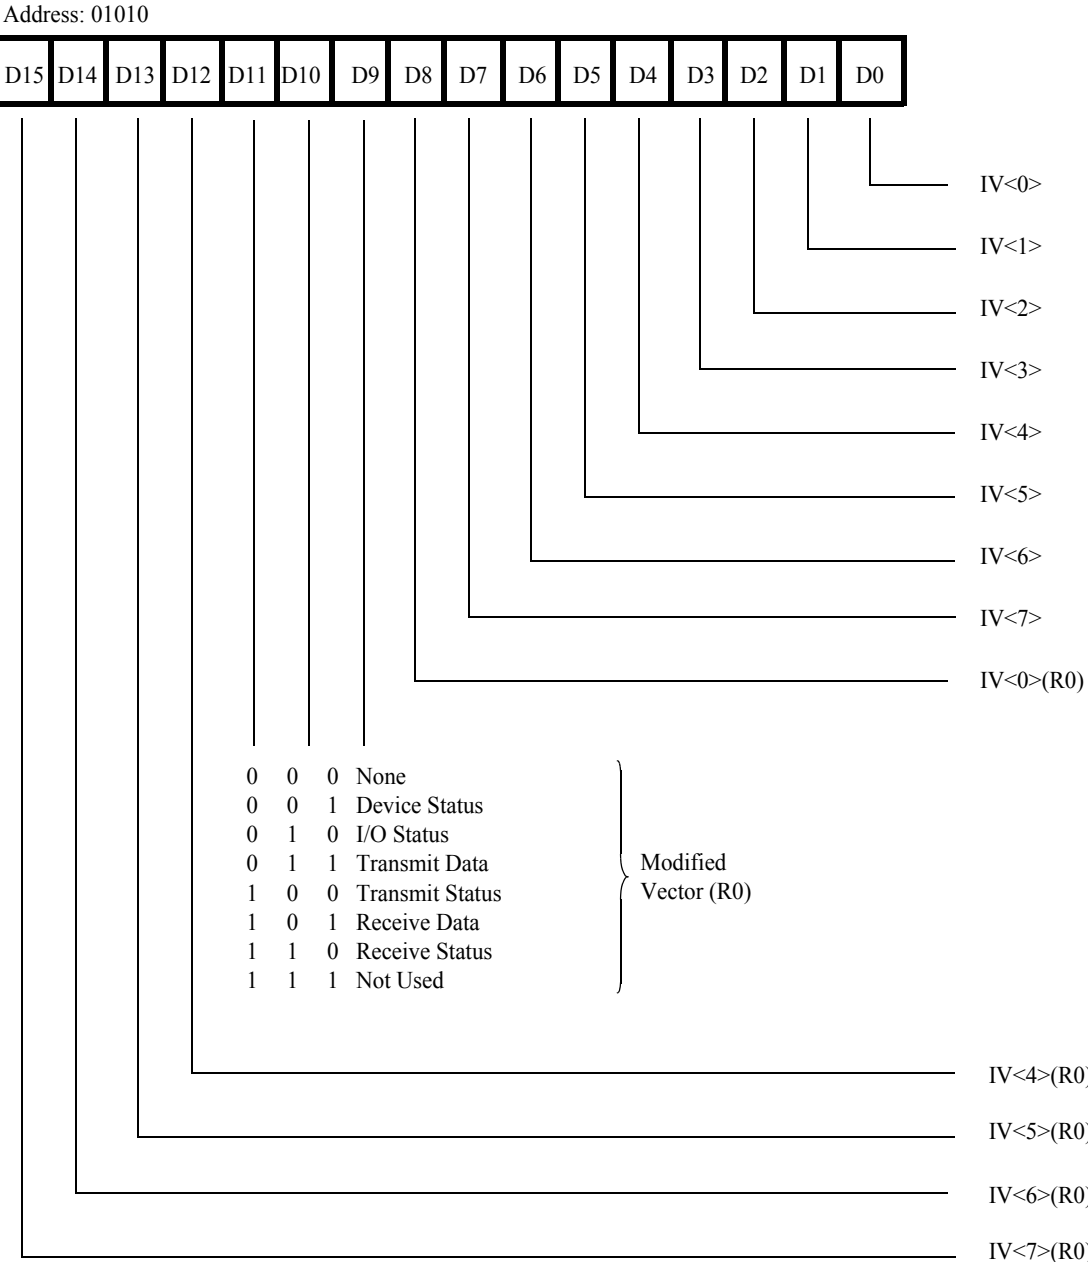 Address: 01010
D15 D14 D13 D12 D11 D10 D9 D8 D7 D6 D5 D4 D3 D2 D1 D0
IV<0>
IV<1>
IV<2>
IV<3>
IV<4>
IV<5>
IV<6>
IV<7>
IV<0>(R0)
0 0 0 None
0 0 1 Device Status
0 1 0 I/O Status
0 1 1 Transmit Data
1 0 0 Transmit Status
1 0 1 Receive Data
1 1 0 Receive Status
1 1 1 Not Used
Modified
Vector (R0)
IV<4>(R0)
IV<5>(R0)
IV<6>(R0)
IV<7>(R0)